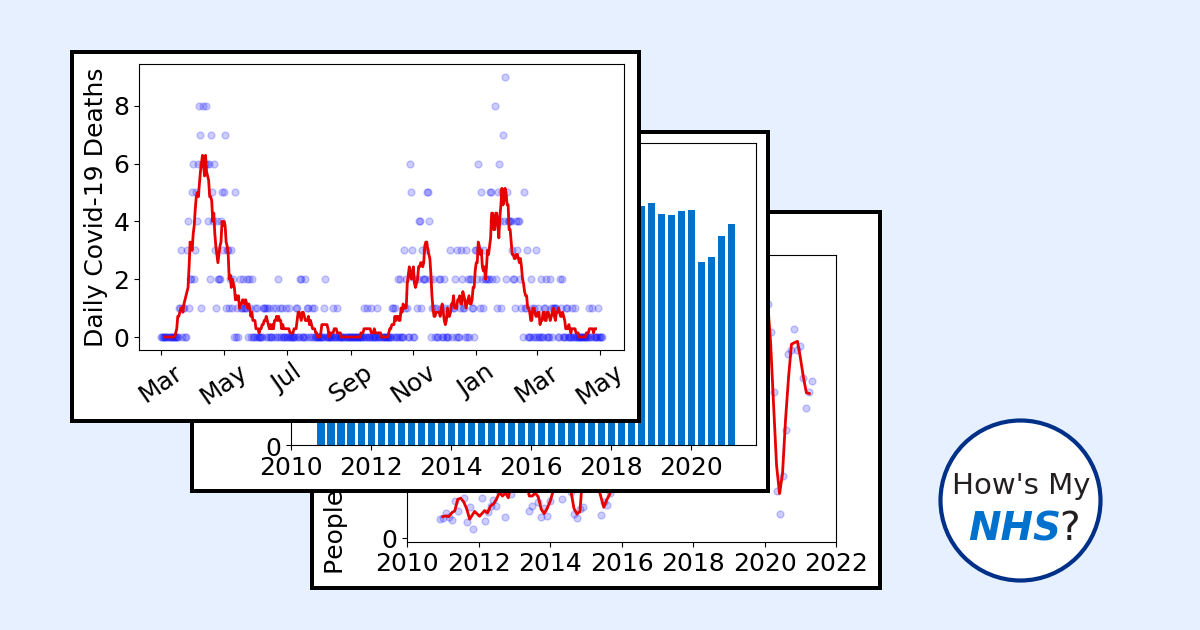 Daily Covid-19 Deaths
8
6
4
2
0
Mar May Jul Sep Nov Jan Mar May
0
2010 2012 2014 2016 2018 2020
People
0
2010 2012 2014 2016 2018 2020 2022
How's My
NHS?